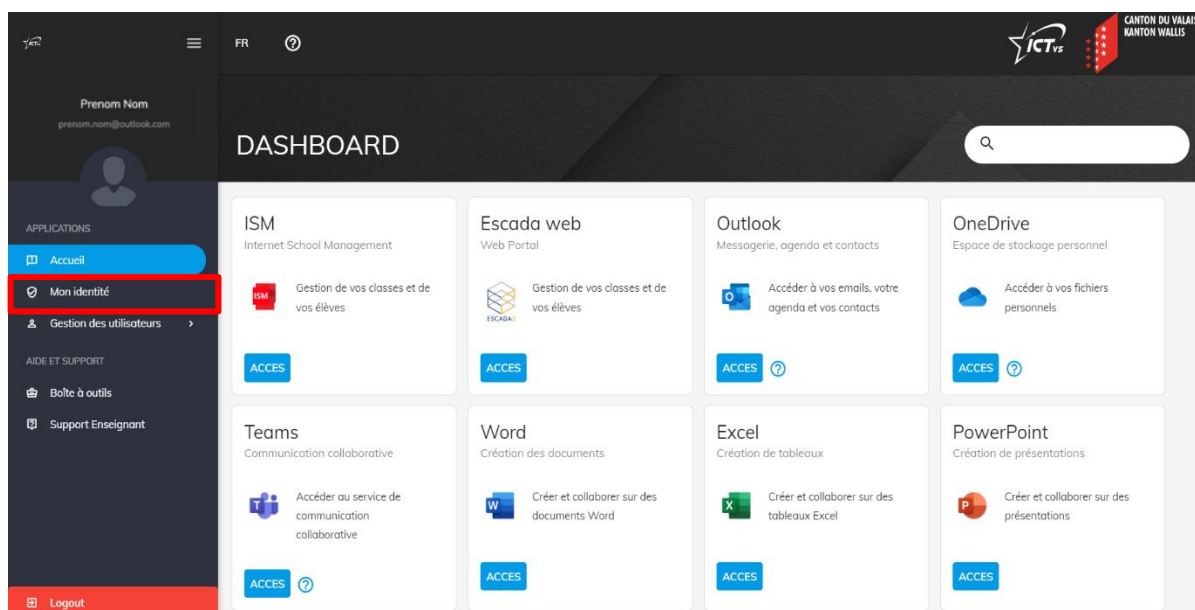 ICTVS
FR
ICTVS
CANTON DU VALAIS
KANTON WALLIS
Prenom Nom
prenom.nom@outlook.com
DASHBOARD
APPLICATIONS
Accueil
Mon identité
Gestion des utilisateurs
AIDE ET SUPPORT
Boîte à outils
Support Enseignant
Logout
ISM
Internet School Management
ISM
Gestion de vos classes et de
vos élèves
ACCES
Escada web
Web Portal
ESCADA2
Gestion de vos classes et de
vos élèves
ACCES
Outlook
Messagerie, agenda et contacts
Accéder à vos emails, votre
agenda et vos contacts
ACCES
OneDrive
Espace de stockage personnel
Accéder à vos fichiers
personnels
ACCES
Teams
Communication collaborative
Accéder au service de
communication
collaborative
ACCES
Word
Création des documents
Créer et collaborer sur des
documents Word
ACCES
Excel
Création de tableaux
Créer et collaborer sur des
tableaux Excel
ACCES
PowerPoint
Création de présentations
Créer et collaborer sur des
présentations
ACCES